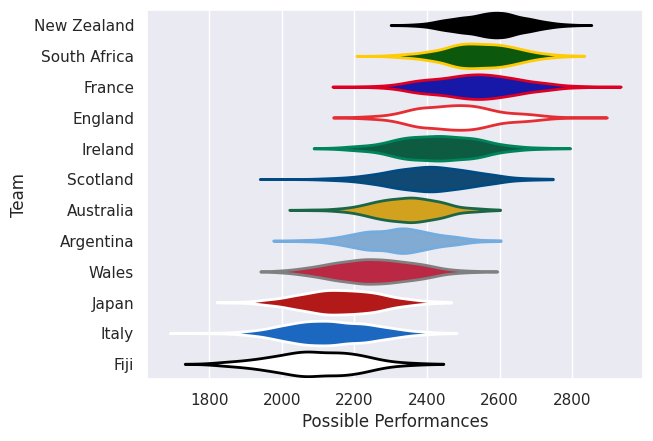 New Zealand
South Africa
France
England
Ireland
Scotland
Australia
Argentina
Wales
Japan
Italy
Fiji
Team
1800 2000 2200 2400 2600 2800
Possible Performances